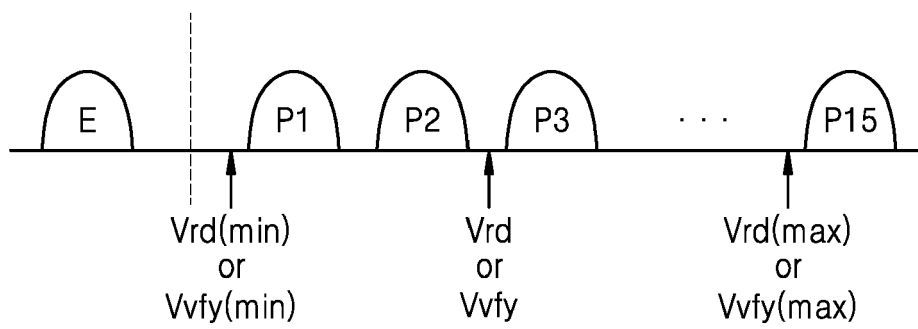 E P1 P2 P3 · · · P15
Vrd(min) Vrd Vrd(max)
or or or
Vvfy(min) Vvfy Vvfy(max)